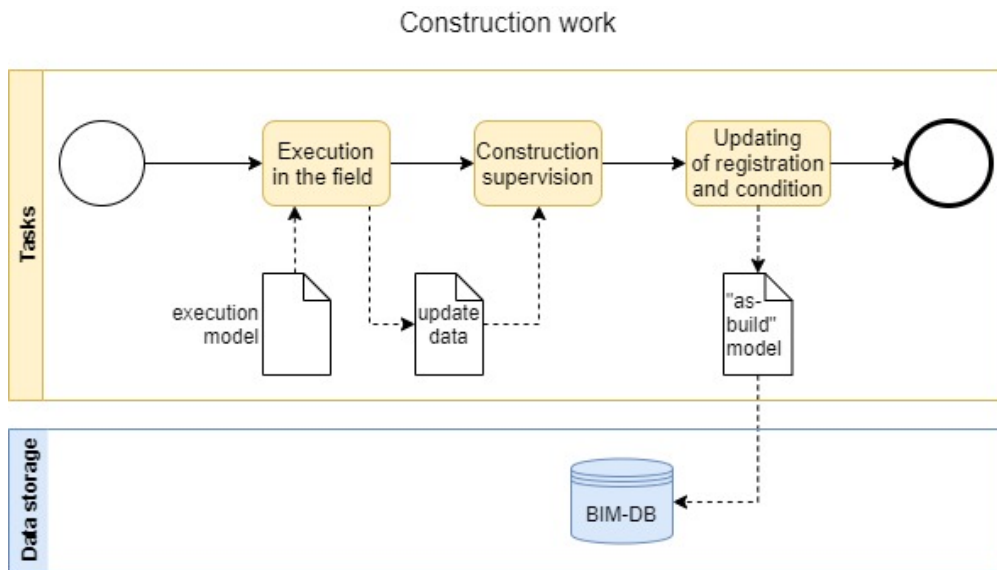 Construction work
Tasks
Execution
in the field
Construction
supervision
Updating
of registration
and condition
execution
model
update
data
"as-
build"
model
Data storage
BIM-DB